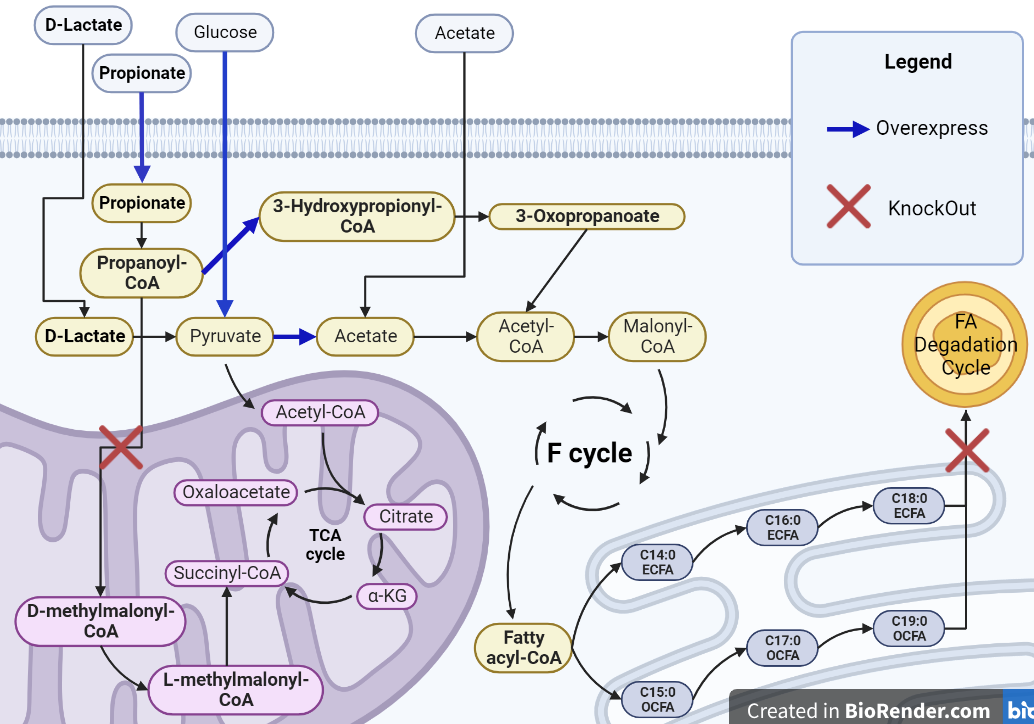 D-Lactate
Propionate
Glucose
Acetate
Legend
Overexpress
KnockOut
Propionate
3-Hydroxypropionyl-
CoA
3-Oxopropanoate
Propanoyl-
CoA
D-Lactate
Pyruvate
Acetate
Acetyl-
CoA
Malonyl-
CoA
FA
Degadation
Cycle
Acetyl-CoA
F cycle
Oxaloacetate
Citrate
TCA
cycle
Succinyl-CoA
α-KG
D-methylmalonyl-
CoA
L-methylmalonyl-
CoA
Fatty
acyl-CoA
C14:0
ECFA
C16:0
ECFA
C18:0
ECFA
C15:0
OCFA
C17:0
OCFA
C19:0
OCFA
Created in BioRender.com